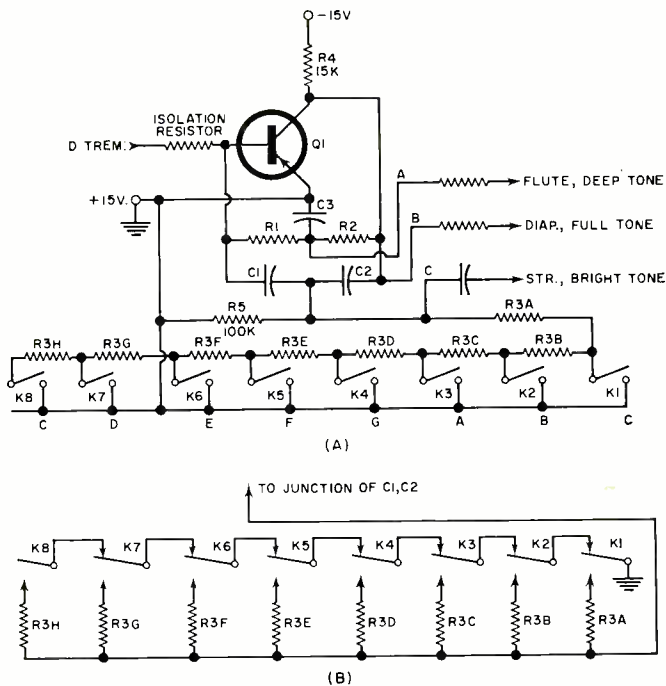 -15V
R4
15K
ISOLATION
RESISTOR
D TREM.
Q1
A
FLUTE, DEEP TONE
+15V.
C3
R1
R2
B
DIAP., FULL TONE
C1
C2
C
STR., BRIGHT TONE
R5
100K
R3A
R3H
R3G
R3F
R3E
R3D
R3C
R3B
K8
K7
K6
K5
K4
K3
K2
K1
C
D
E
F
G
A
B
C
(A)
TO JUNCTION OF C1,C2
K8
K7
K6
K5
K4
K3
K2
K1
R3H
R3G
R3F
R3E
R3D
R3C
R3B
R3A
(B)